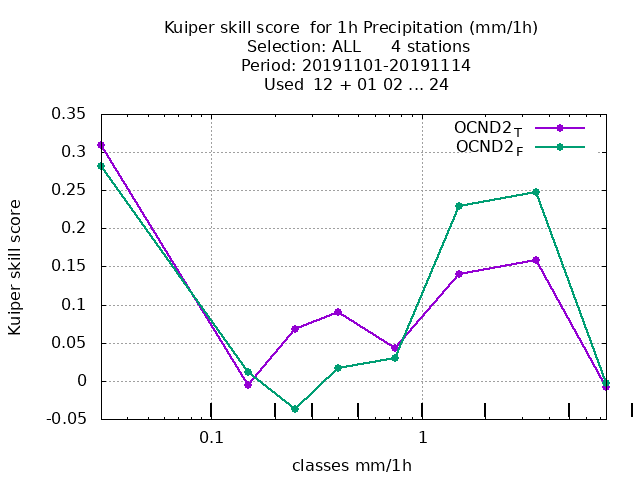 Kuiper skill score  for 1h Precipitation (mm/1h)
Selection: ALL      4 stations
Period: 20191101-20191114
Used  12 + 01 02 ... 24
OCND2T
OCND2F
0.35
0.3
0.25
0.2
0.15
0.1
0.05
0
-0.05
Kuiper skill score
0.1
1
classes mm/1h